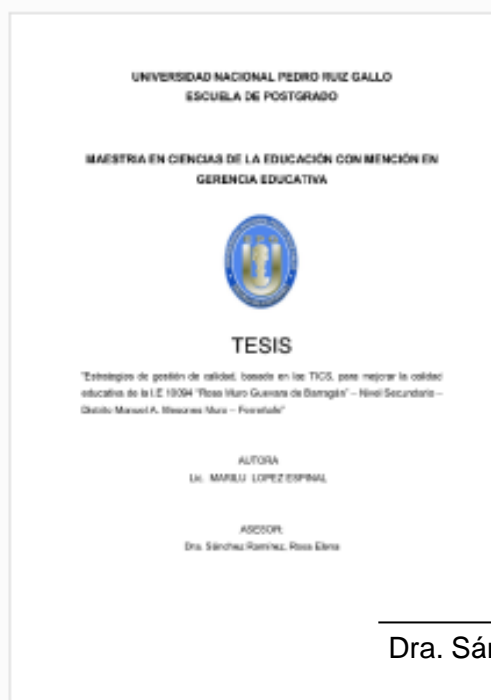 UNIVERSIDAD NACIONAL PEDRO RUIZ GALLO
ESCUELA DE POSTGRADO
MAESTRIA EN CIENCIAS DE LA EDUCACIÓN CON MENCIÓN EN
GERENCIA EDUCATIVA
TESIS
"Estrategias de gestión de calidad, basado en las TICS, para mejorar la calidad
educativa de la I.E 10094 "Rosa Muro Guevara de Barragán" – Nivel Secundario –
Distrito Manuel A. Mesones Muro – Ferreñafe"
AUTORA
Lic. MARILU LOPEZ ESPINAL
ASESOR:
Dra. Sánchez Ramírez, Rosa Elena
Dra. Sár